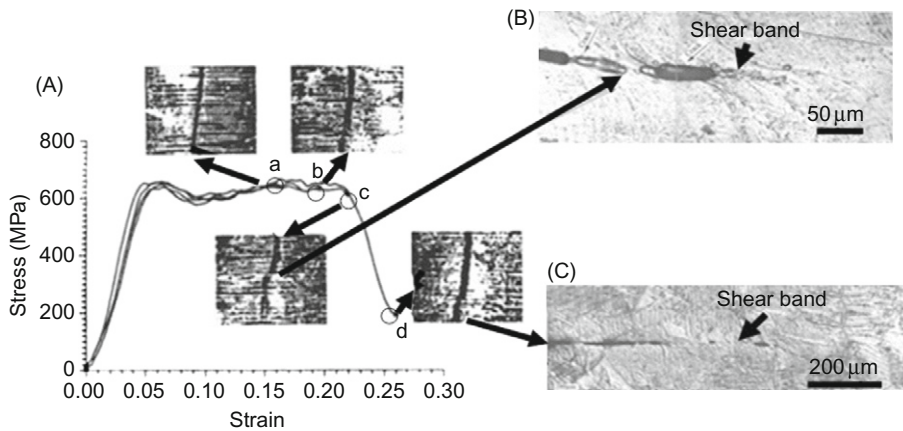 (A)
800
600
400
200
0
Stress (MPa)
0.00 0.05 0.10 0.15 0.20 0.25 0.30
Strain
a
b
c
d
(B)
Shear band
50 μm
(C)
Shear band
200 μm